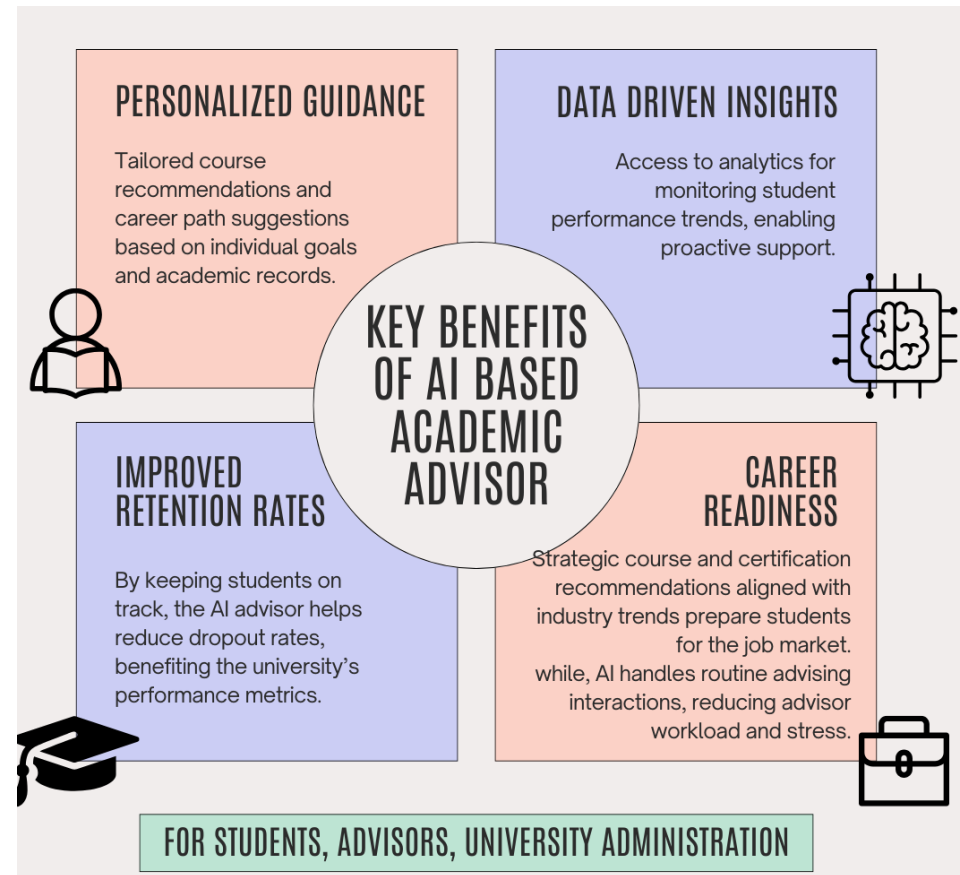 PERSONALIZED GUIDANCE
Tailored course
recommendations and
career path suggestions
based on individual goals
and academic records.
DATA DRIVEN INSIGHTS
Access to analytics for
monitoring student
performance trends, enabling
proactive support.
KEY BENEFITS
OF AI BASED
ACADEMIC
ADVISOR
IMPROVED
RETENTION RATES
By keeping students on
track, the AI advisor helps
reduce dropout rates,
benefiting the university's
performance metrics.
CAREER
READINESS
Strategic course and certification
recommendations aligned with
industry trends prepare students
for the job market.
while, AI handles routine advising
interactions, reducing advisor
workload and stress.
FOR STUDENTS, ADVISORS, UNIVERSITY ADMINISTRATION